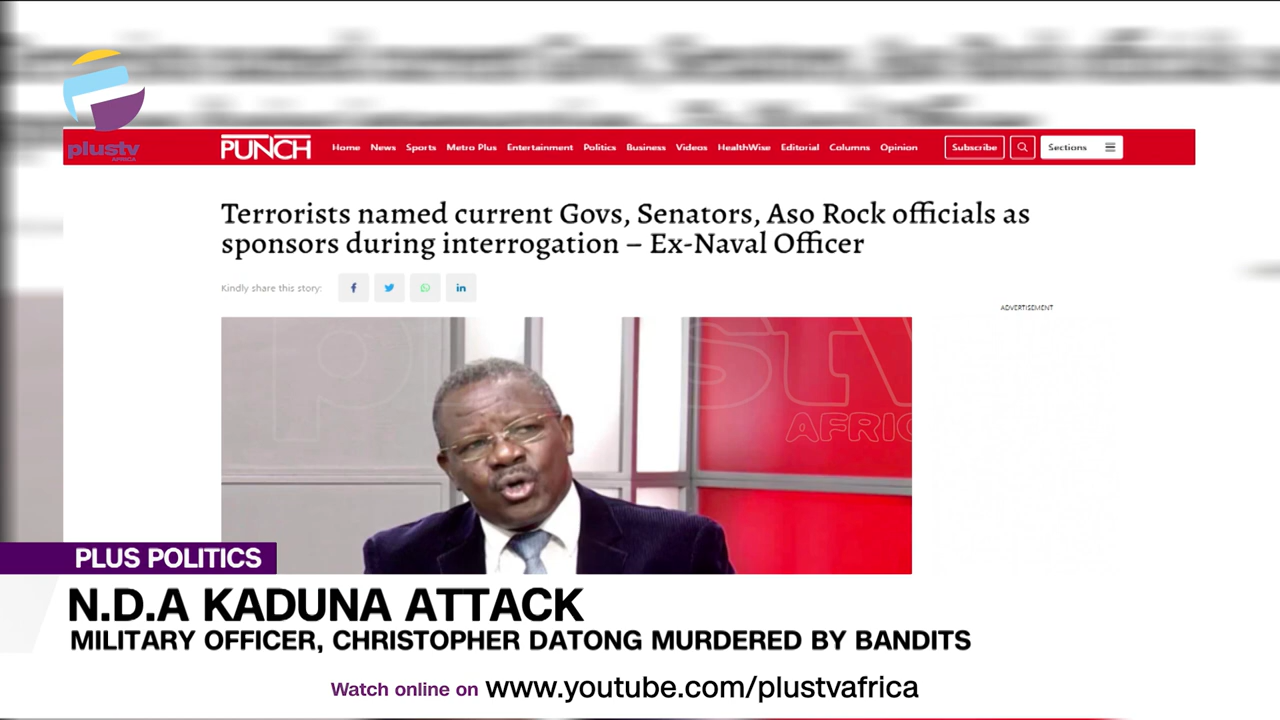 plustv
AFRICA
PUNCH
Home News Sports Metro Plus Entertainment Politics Business Videos HealthWise Editorial Columns Opinion Subscribe Sections
Terrorists named current Govs, Senators, Aso Rock officials as
sponsors during interrogation – Ex-Naval Officer
Kindly share this story:
ADVERTISEMENT
PLUS POLITICS
N.D.A KADUNA ATTACK
MILITARY OFFICER, CHRISTOPHER DATONG MURDERED BY BANDITS
Watch online on www.youtube.com/plustvafrica